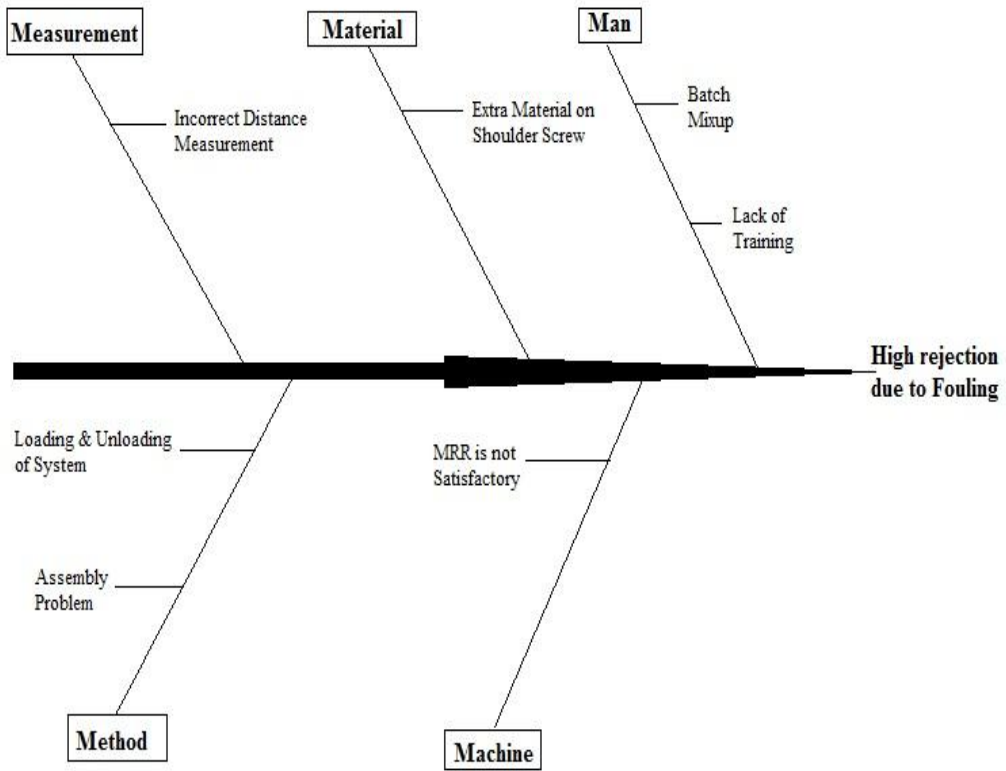 Measurement
Material
Man
Incorrect Distance
Measurement
Extra Material on
Shoulder Screw
Batch
Mixup
Lack of
Training
High rejection
due to Fouling
Loading & Unloading
of System
MRR is not
Satisfactory
Assembly
Problem
Method
Machine